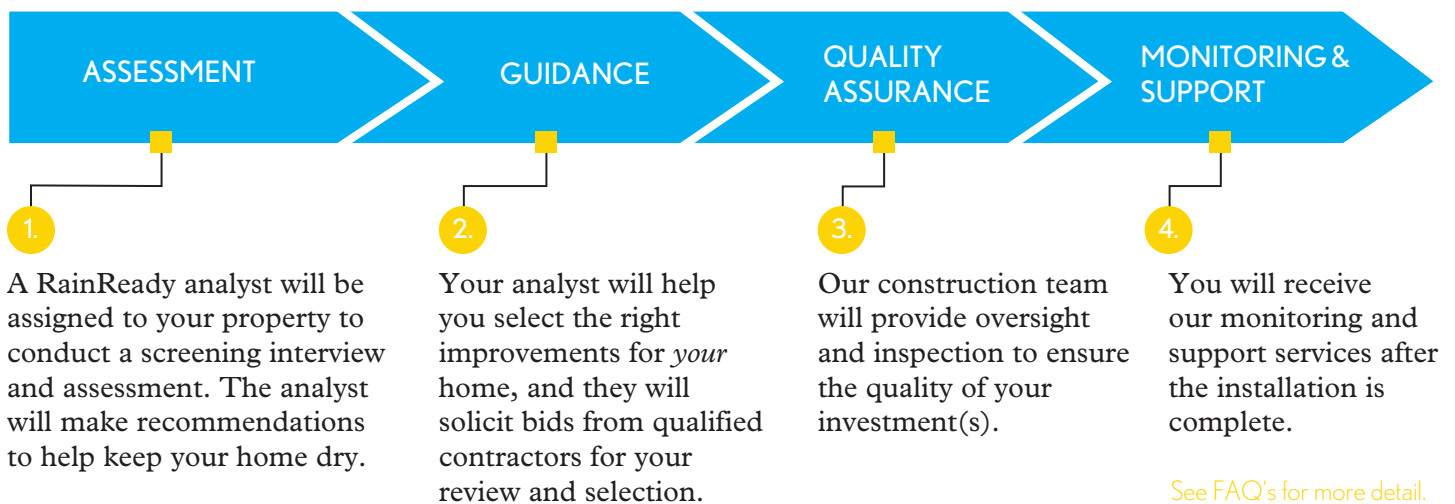 ASSESSMENT
GUIDANCE
QUALITY
ASSURANCE
MONITORING &
SUPPORT
1.
A RainReady analyst will be
assigned to your property to
conduct a screening interview
and assessment. The analyst
will make recommendations
to help keep your home dry.
2.
Your analyst will help
you select the right
improvements for your
home, and they will
solicit bids from qualified
contractors for your
review and selection.
3.
Our construction team
will provide oversight
and inspection to ensure
the quality of your
investment(s).
4.
You will receive
our monitoring and
support services after
the installation is
complete.
See FAQ's for more detail.